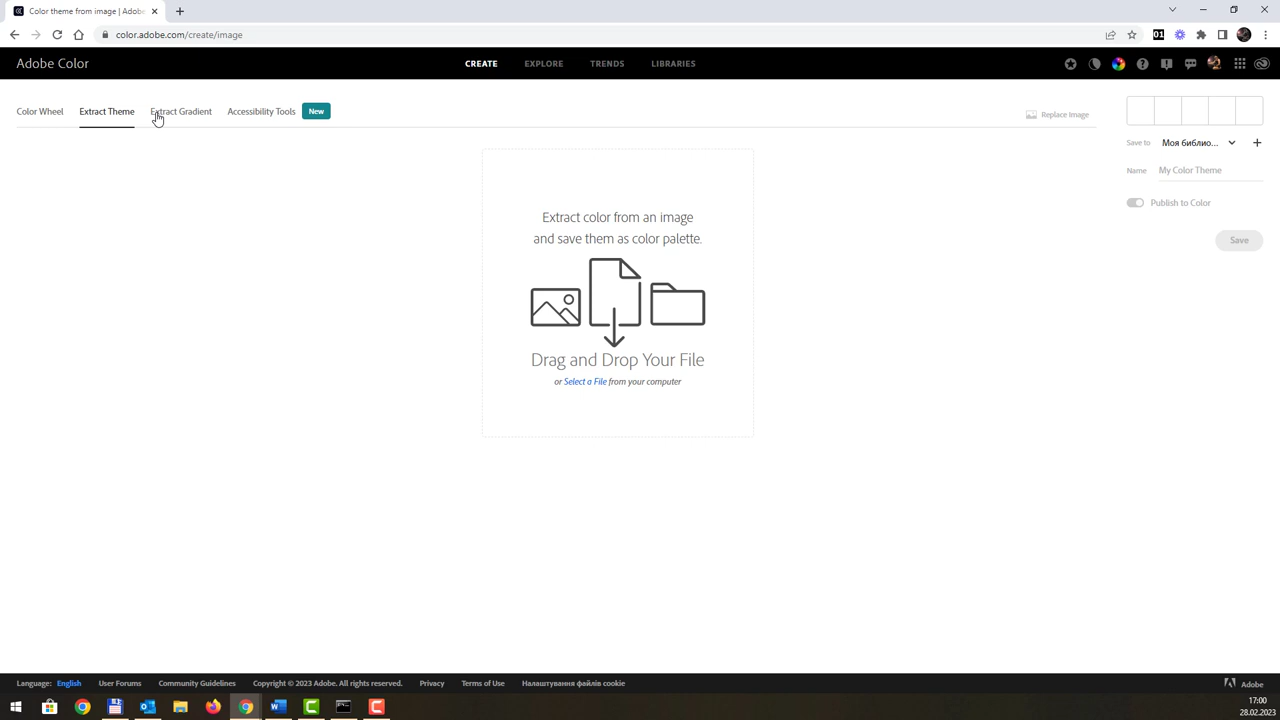 Color theme from image | Adobe
color.adobe.com/create/image
01
Adobe Color
CREATE
EXPLORE
TRENDS
LIBRARIES
Color Wheel
Extract Theme
Extract Gradient
Accessibility Tools
New
Replace Image
Save to
Моя библио...
Name
My Color Theme
Publish to Color
Save
Extract color from an image
and save them as color palette.
Drag and Drop Your File
or Select a File from your computer
Language: English
User Forums
Community Guidelines
Copyright © 2023 Adobe. All rights reserved.
Privacy
Terms of Use
Налаштування файлів cookie
Adobe
17:00
28.02.2023